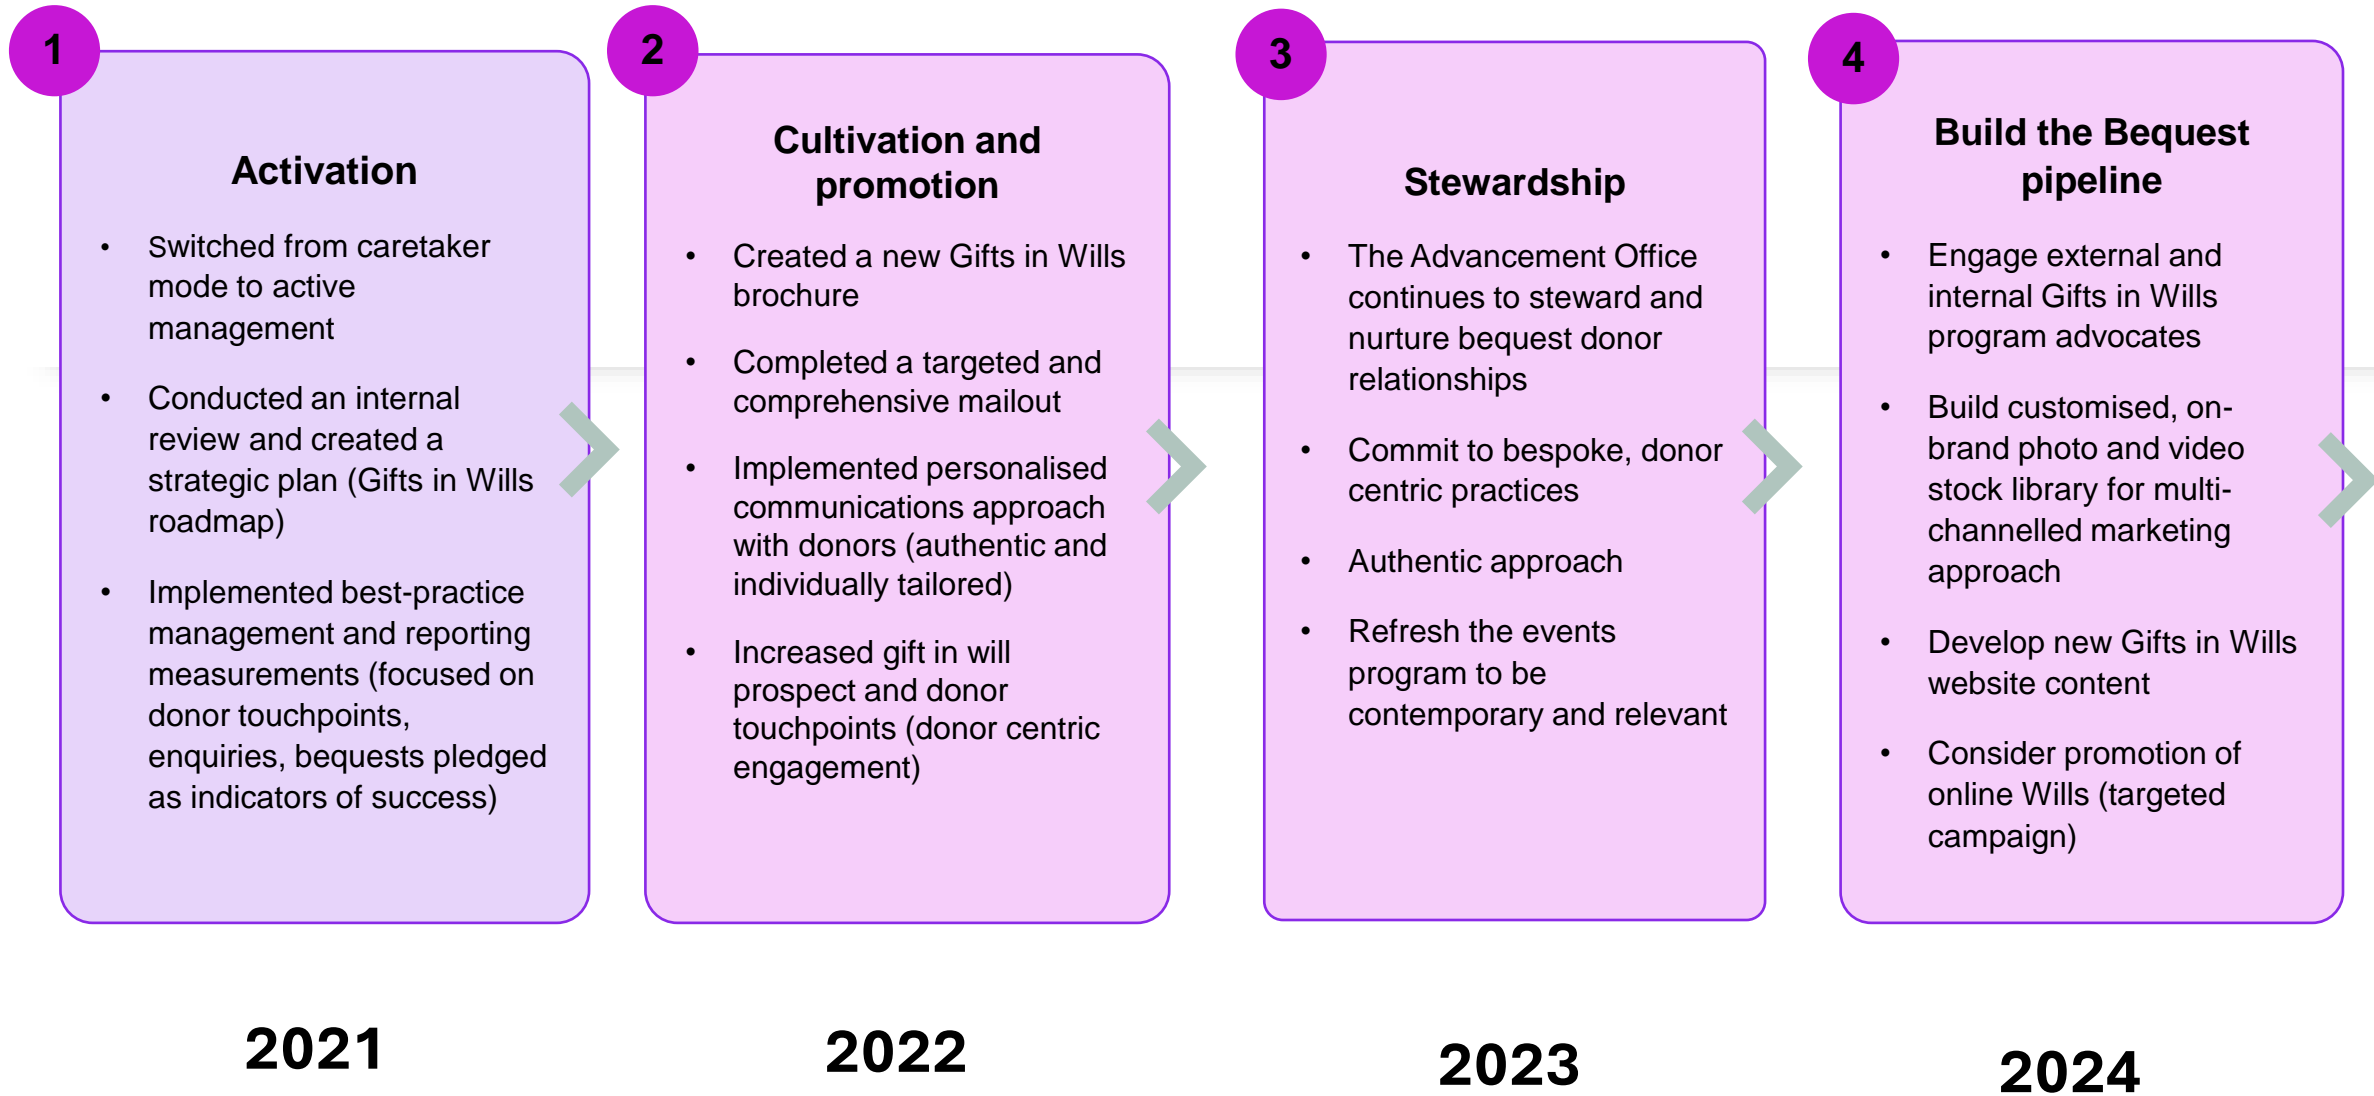 1
Activation
• Switched from caretaker
mode to active
management
• Conducted an internal
review and created a
strategic plan (Gifts in Wills
roadmap)
• Implemented best-practice
management and reporting
measurements (focused on
donor touchpoints,
enquiries, bequests pledged
as indicators of success)
2021
2
Cultivation and
promotion
• Created a new Gifts in Wills
brochure
• Completed a targeted and
comprehensive mailout
• Implemented personalised
communications approach
with donors (authentic and
individually tailored)
• Increased gift in will
prospect and donor
touchpoints (donor centric
engagement)
2022
3
Stewardship
• The Advancement Office
continues to steward and
nurture bequest donor
relationships
• Commit to bespoke, donor
centric practices
• Authentic approach
• Refresh the events
program to be
contemporary and relevant
2023
4
Build the Bequest
pipeline
• Engage external and
internal Gifts in Wills
program advocates
• Build customised, on-
brand photo and video
stock library for multi-
channelled marketing
approach
• Develop new Gifts in Wills
website content
• Consider promotion of
online Wills (targeted
campaign)
2024